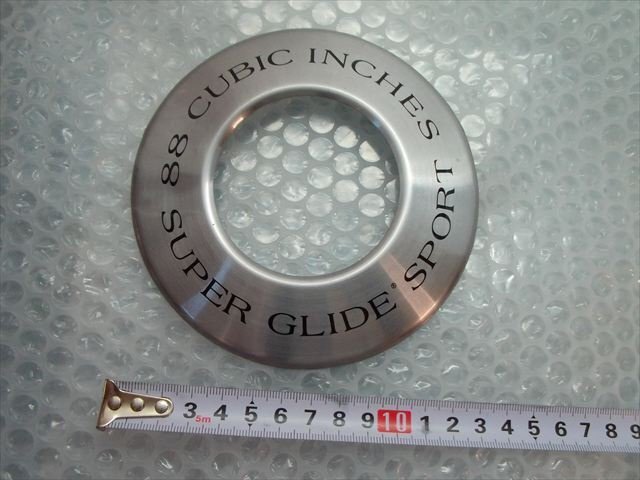 88 CUBIC INCHES
SUPER GLIDE® SPORT
3 4 5 6 7 8 9 10 1 2 3 4 5 6 7 8 9
5m